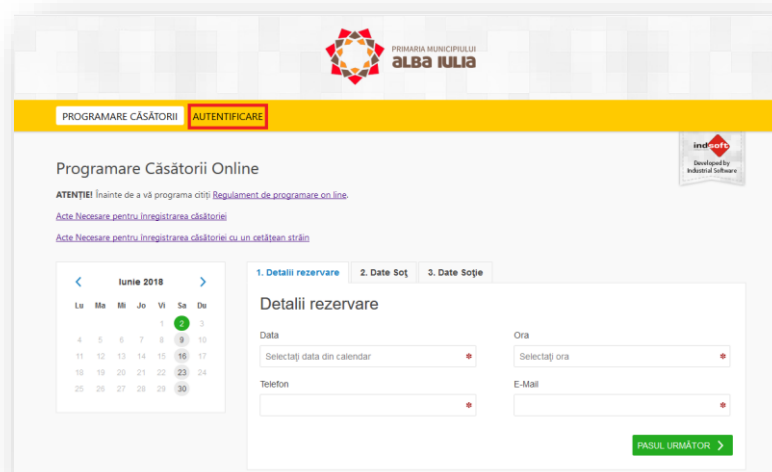 PRIMARIA MUNICIPIULUI
ALBA IULIA
PROGRAMARE CĂSĂTORII AUTENTIFICARE
indsoft
Developed by
Industrial Software
Programare Căsătorii Online
ATENȚIE! Înainte de a vă programa citiți Regulament de programare on line.
Acte Necesare pentru înregistrarea căsătoriei
Acte Necesare pentru înregistrarea căsătoriei cu un cetățean străin
Iunie 2018
Lu Ma Mi Jo Vi Sa Du
1 2 3
4 5 6 7 8 9 10
11 12 13 14 15 16 17
18 19 20 21 22 23 24
25 26 27 28 29 30
1. Detalii rezervare 2. Date Soţ 3. Date Soţie
Detalii rezervare
Data Ora
Selectaţi data din calendar * Selectaţi ora *
Telefon E-Mail
* *
PASUL URMĂTOR